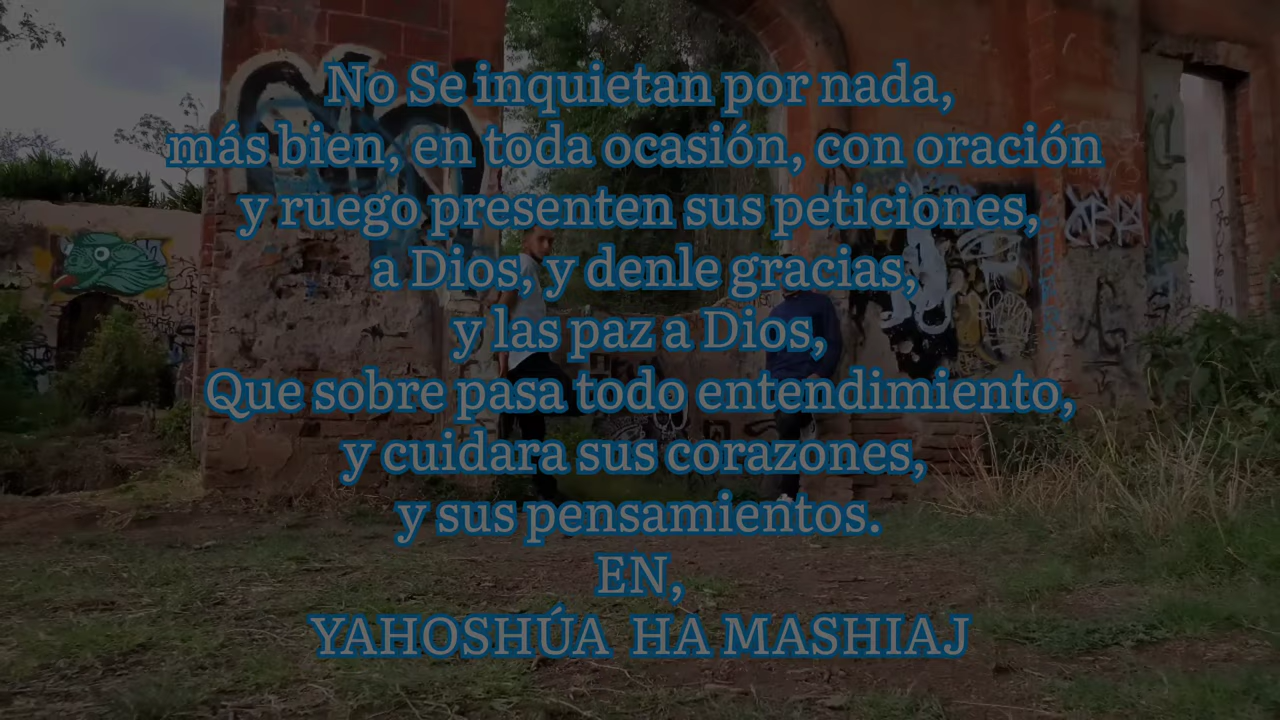 No Se inquietan por nada,
más bien, en toda ocasión, con oración
y ruego presenten sus peticiones,
a Dios, y denle gracias,
y las paz a Dios,
Que sobre pasa todo entendimiento,
y cuidara sus corazones,
y sus pensamientos.
EN,
YAHOSHÚA HA MASHIAJ